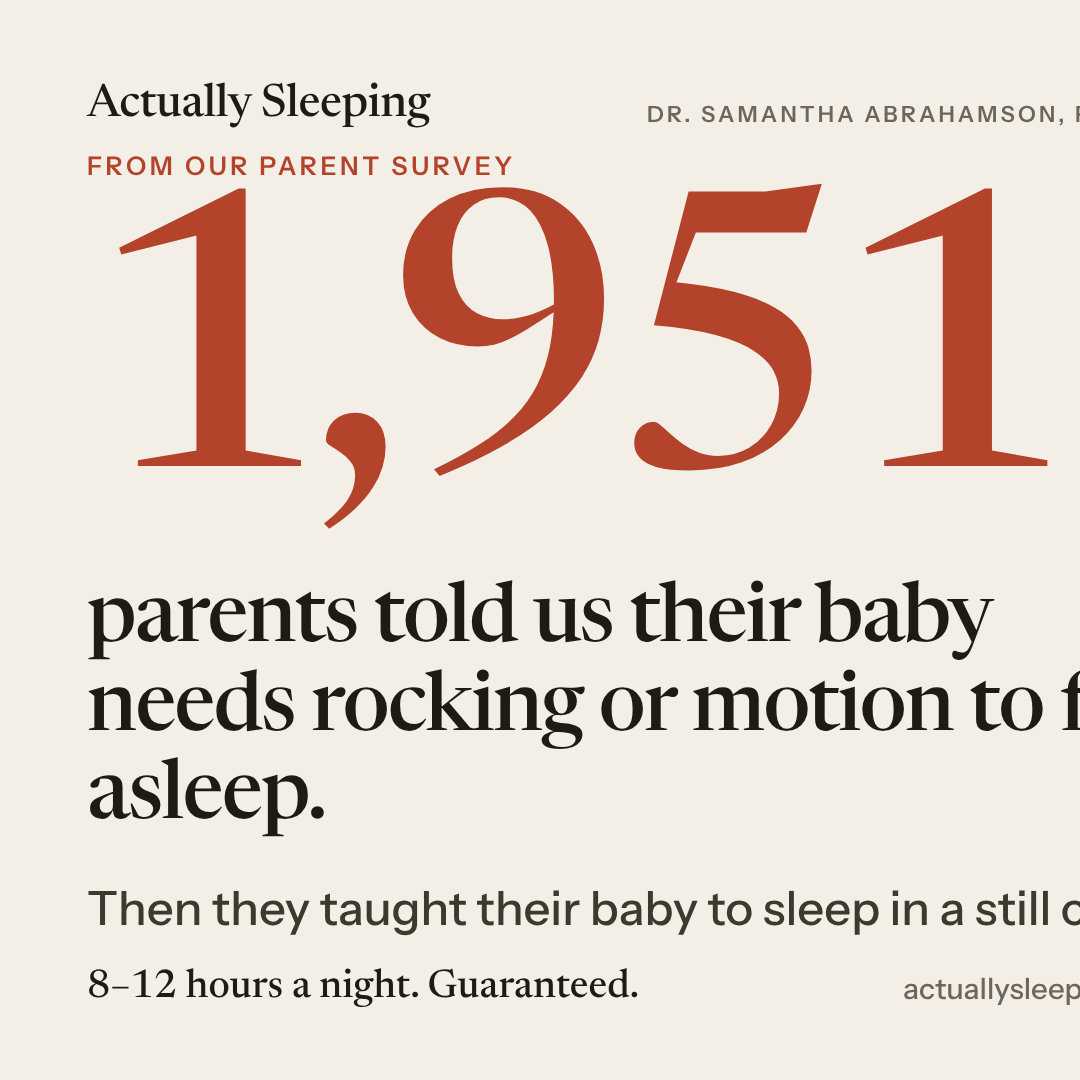 Actually Sleeping
DR. SAMANTHA ABRAHAMSON,
FROM OUR PARENT SURVEY
1,951
parents told us their baby
needs rocking or motion to
asleep.
Then they taught their baby to sleep in a still
8–12 hours a night. Guaranteed.
actuallysleep